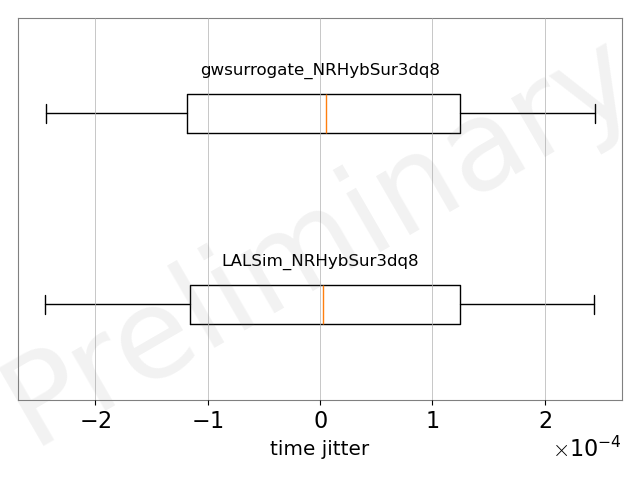 gwsurrogate_NRHybSur3dq8
LALSim_NRHybSur3dq8
Preliminary
−2 −1 0 1 2
time jitter
×10⁻⁴